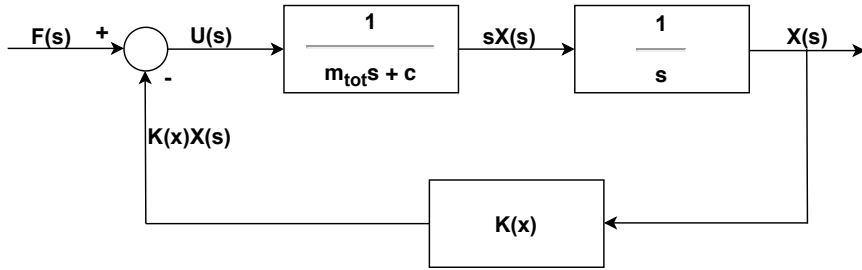 F(s)
+
U(s)
1
m_tot s + c
sX(s)
1
s
X(s)
-
K(x)X(s)
K(x)